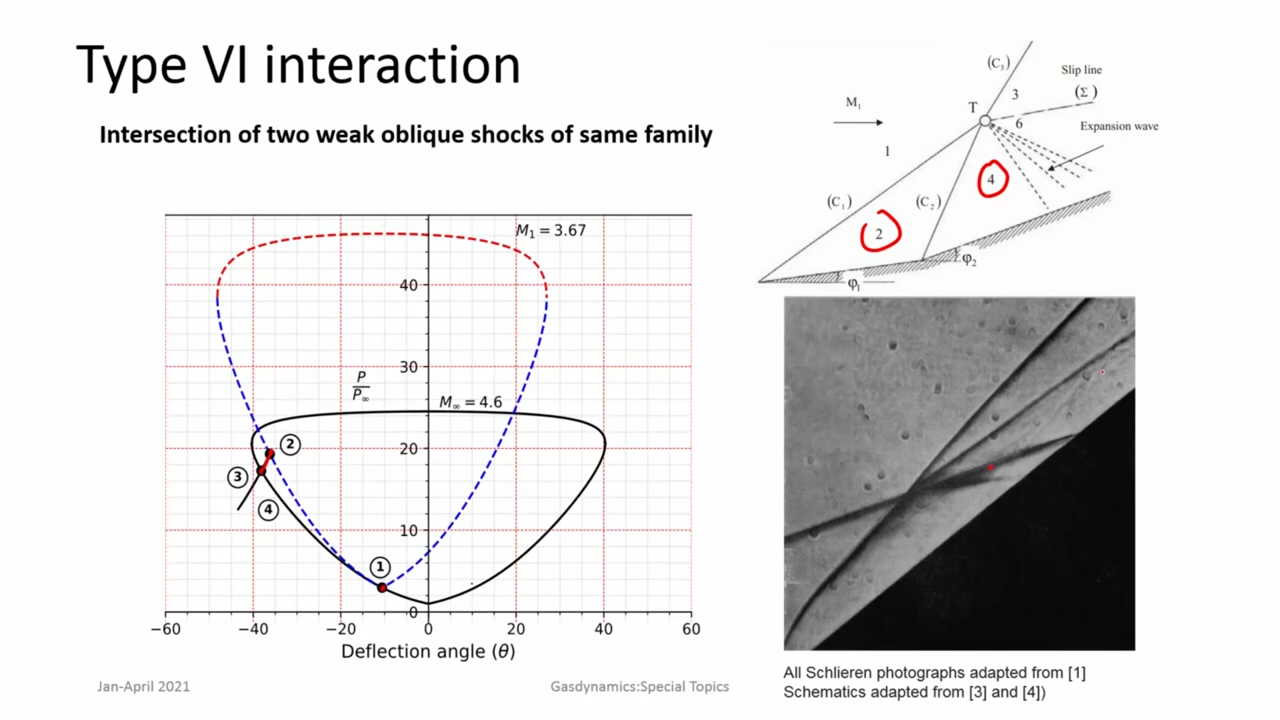 Type VI interaction
Intersection of two weak oblique shocks of same family
(C₃)
Slip line
3
(Σ)
M₁
T
6
Expansion wave
1
4
(C₁)
(C₂)
2
φ₂
φ₁
M₁ = 3.67
40
30
P/P∞
M∞ = 4.6
20
2
3
4
10
1
0
−60 −40 −20 0 20 40 60
Deflection angle (θ)
All Schlieren photographs adapted from [1]
Schematics adapted from [3] and [4])
Jan-April 2021
Gasdynamics:Special Topics